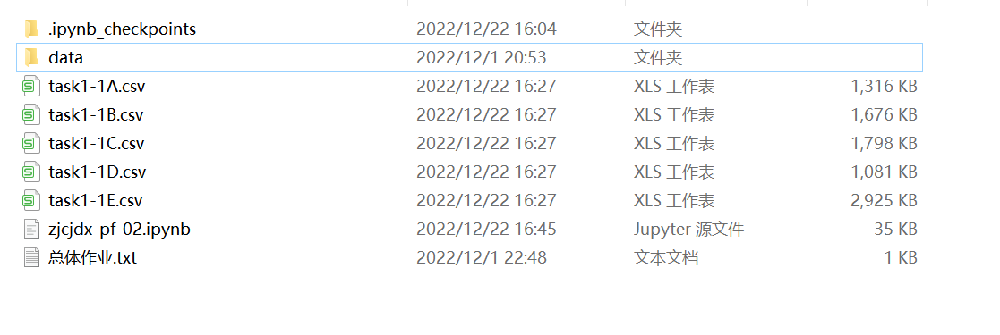 .ipynb_checkpoints 2022/12/22 16:04 文件夹
data 2022/12/1 20:53 文件夹
task1-1A.csv 2022/12/22 16:27 XLS 工作表 1,316 KB
task1-1B.csv 2022/12/22 16:27 XLS 工作表 1,676 KB
task1-1C.csv 2022/12/22 16:27 XLS 工作表 1,798 KB
task1-1D.csv 2022/12/22 16:27 XLS 工作表 1,081 KB
task1-1E.csv 2022/12/22 16:27 XLS 工作表 2,925 KB
zjcjdx_pf_02.ipynb 2022/12/22 16:45 Jupyter 源文件 35 KB
总体作业.txt 2022/12/1 22:48 文本文档 1 KB